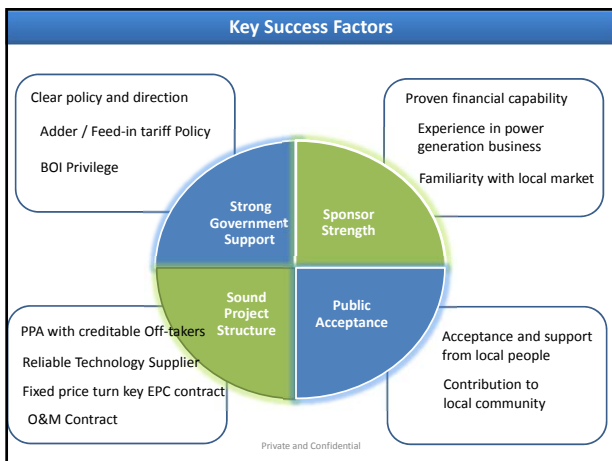 Key Success Factors
Clear policy and direction
Adder / Feed-in tariff Policy
BOI Privilege
Proven financial capability
Experience in power
generation business
Familiarity with local market
Strong
Government
Support
Sponsor
Strength
Sound
Project
Structure
Public
Acceptance
PPA with creditable Off-takers
Reliable Technology Supplier
Fixed price turn key EPC contract
O&M Contract
Acceptance and support
from local people
Contribution to
local community
Private and Confidential